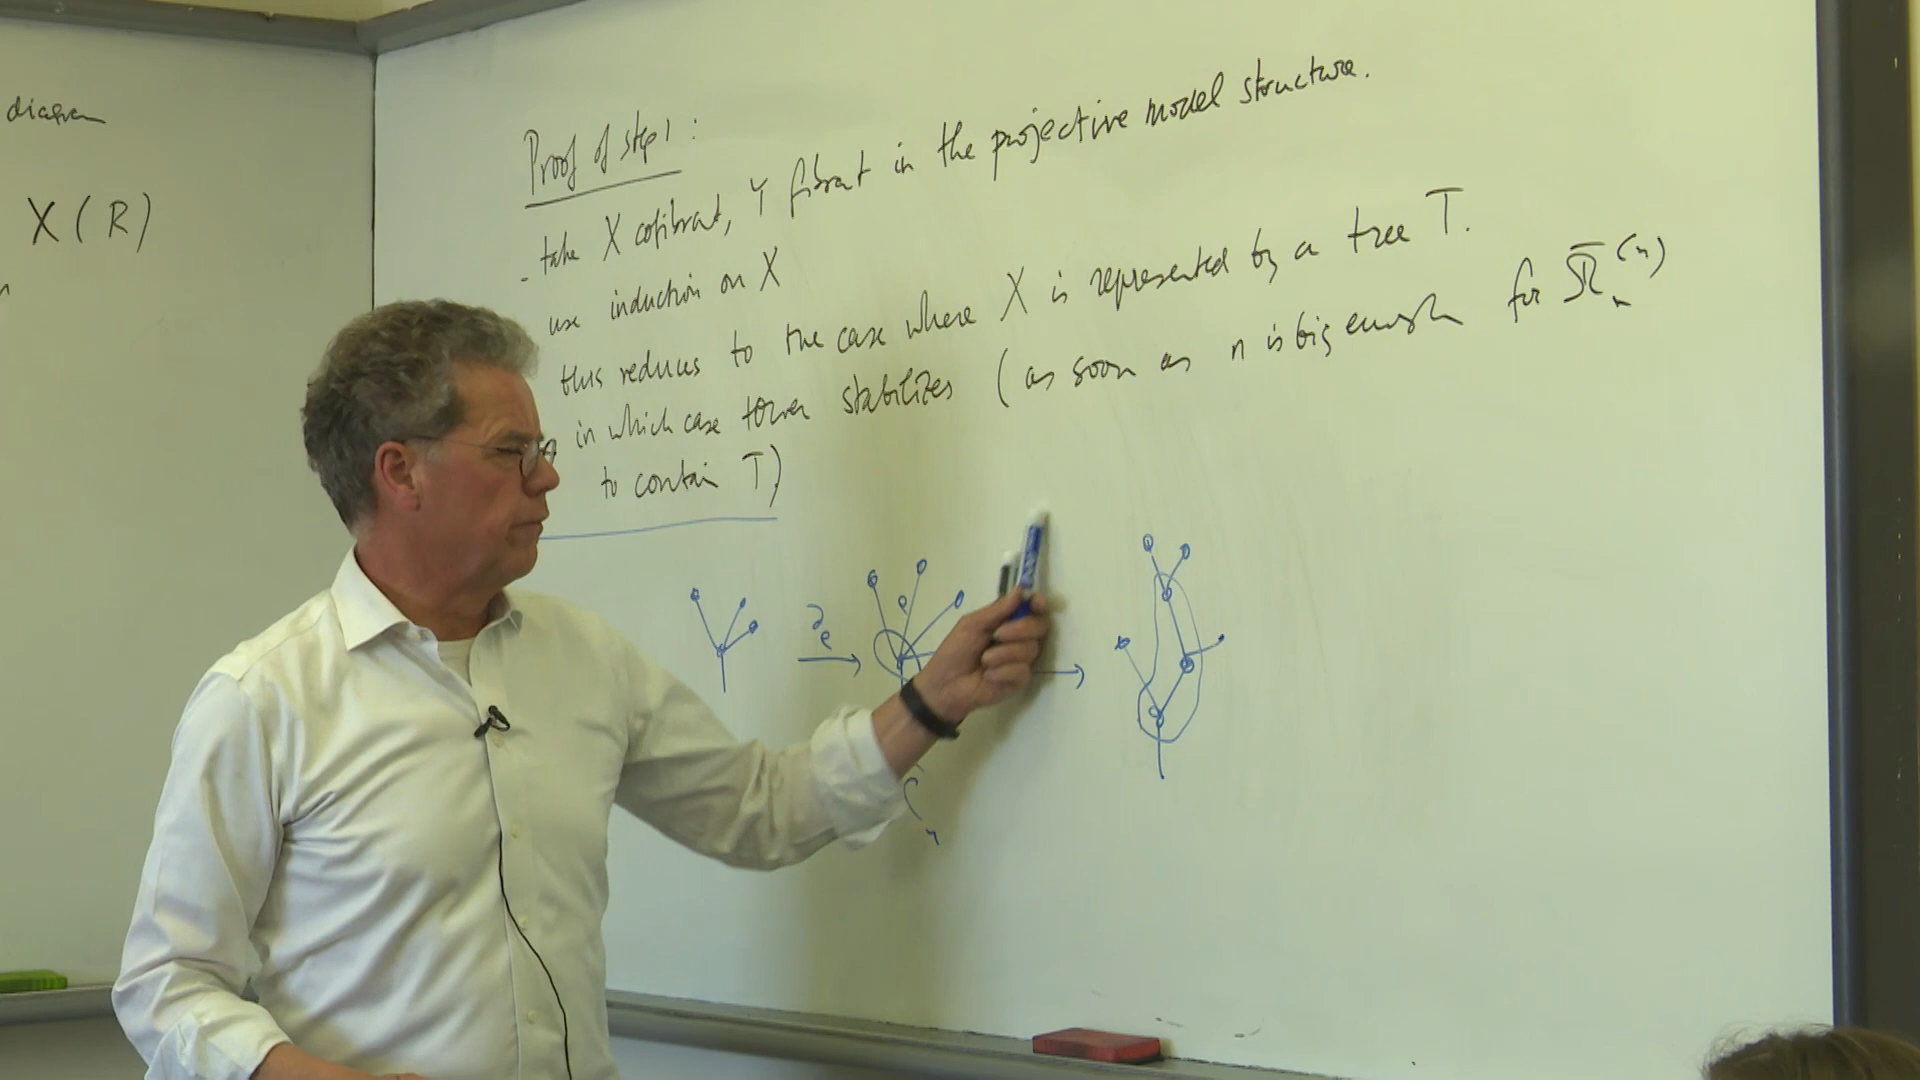 diagram
X(R)
Proof of step 1 :
- take X cofibrant, Y fibrant in the projective model structure.
use induction on X
this reduces to the case where X is represented by a tree T.
in which case tower stabilizes (as soon as n is big enough for
to contain T)
∂e
e